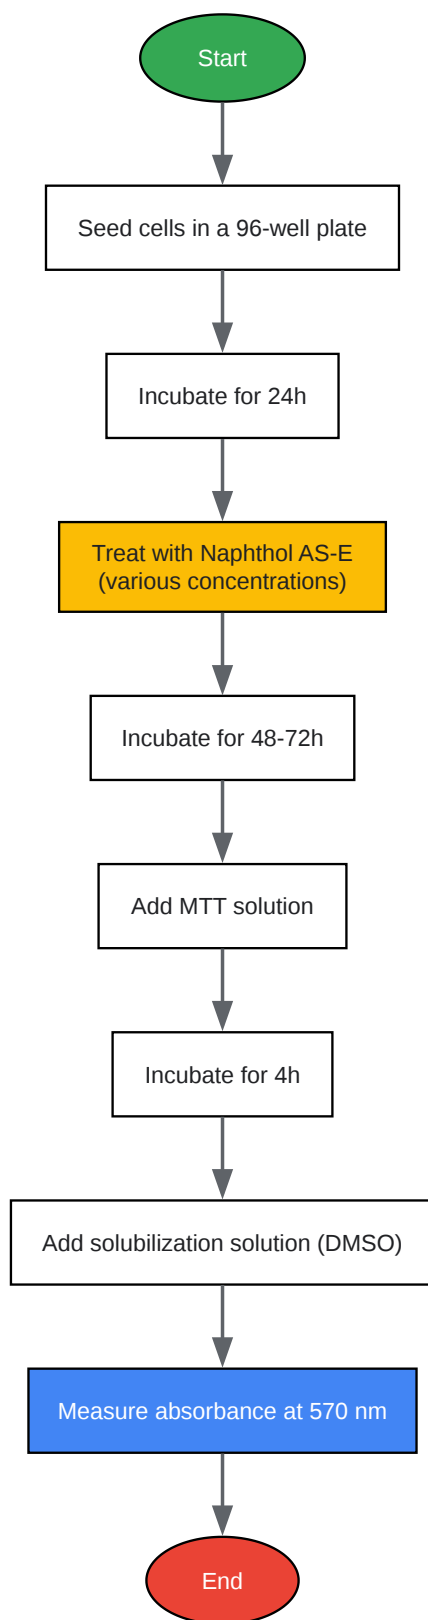 Start
Seed cells in a 96-well plate
Incubate for 24h
Treat with Naphthol AS-E
(various concentrations)
Incubate for 48-72h
Add MTT solution
Incubate for 4h
Add solubilization solution (DMSO)
Measure absorbance at 570 nm
End